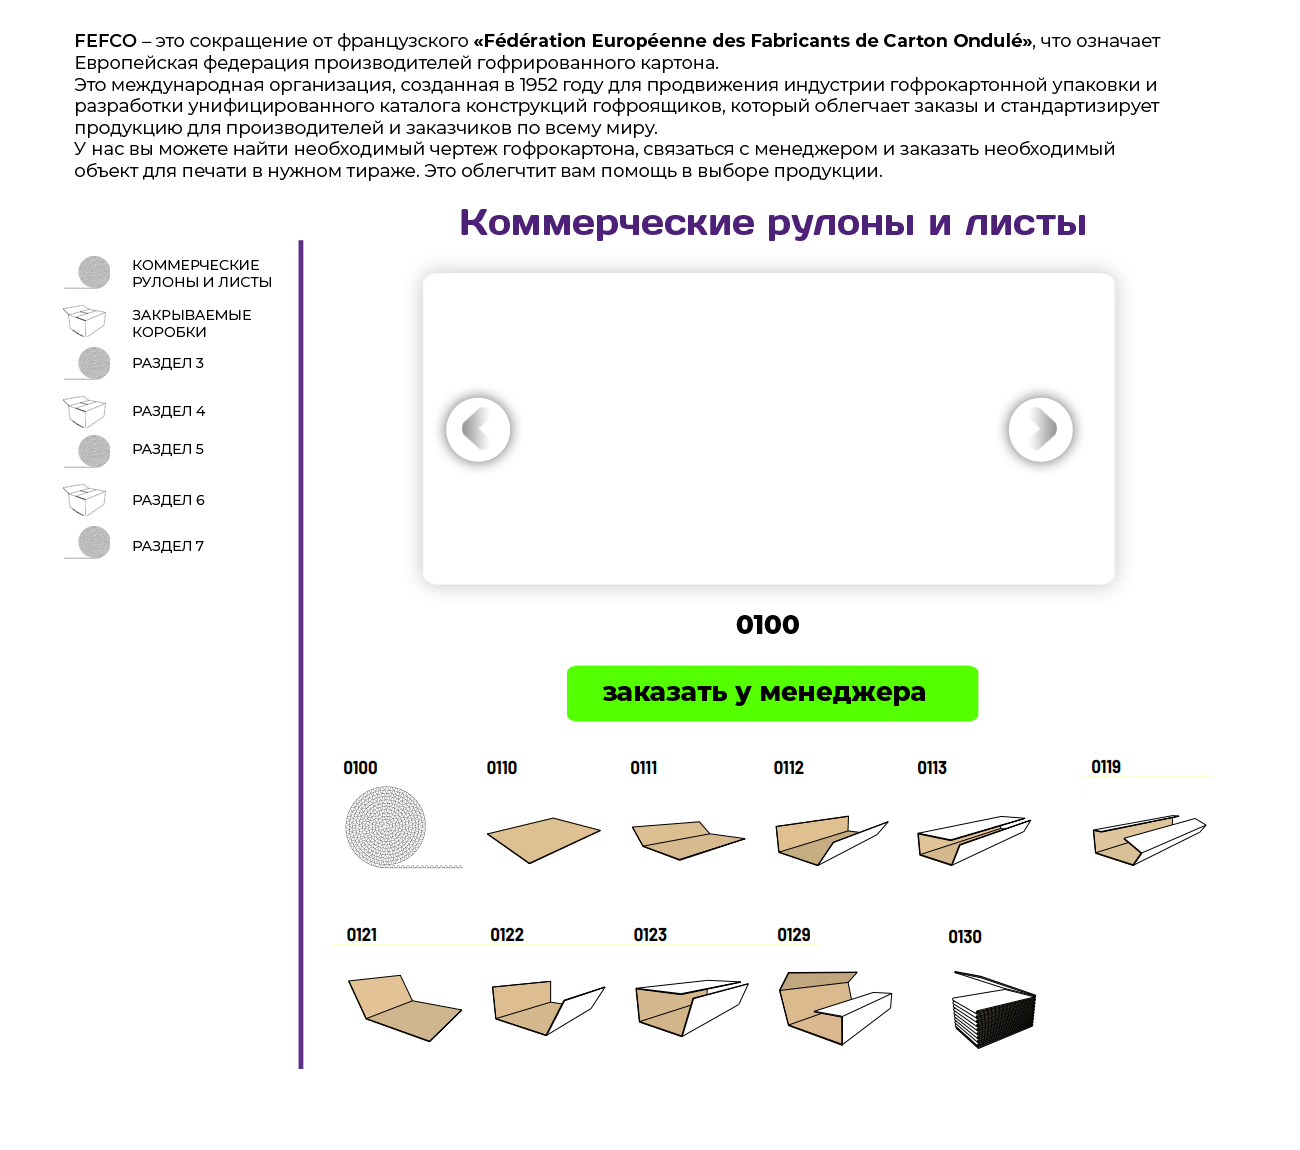 FEFCO – это сокращение от французского «Fédération Européenne des Fabricants de Carton Ondulé», что означает
Европейская федерация производителей гофрированного картона.
Это международная организация, созданная в 1952 году для продвижения индустрии гофрокартонной упаковки и
разработки унифицированного каталога конструкций гофроящиков, который облегчает заказы и стандартизирует
продукцию для производителей и заказчиков по всему миру.
У нас вы можете найти необходимый чертеж гофрокартона, связаться с менеджером и заказать необходимый
объект для печати в нужном тираже. Это облегчтит вам помощь в выборе продукции.
Коммерческие рулоны и листы
КОММЕРЧЕСКИЕ
РУЛОНЫ И ЛИСТЫ
ЗАКРЫВАЕМЫЕ
КОРОБКИ
РАЗДЕЛ 3
РАЗДЕЛ 4
РАЗДЕЛ 5
РАЗДЕЛ 6
РАЗДЕЛ 7
0100
заказать у менеджера
0100 0110 0111 0112 0113 0119
0121 0122 0123 0129 0130